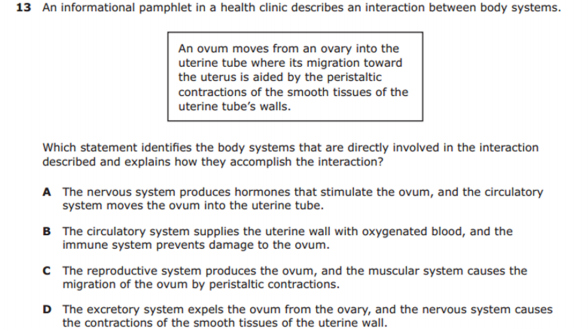 13 An informational pamphlet in a health clinic describes an interaction between body systems.
An ovum moves from an ovary into the
uterine tube where its migration toward
the uterus is aided by the peristaltic
contractions of the smooth tissues of the
uterine tube's walls.
Which statement identifies the body systems that are directly involved in the interaction
described and explains how they accomplish the interaction?
A The nervous system produces hormones that stimulate the ovum, and the circulatory
system moves the ovum into the uterine tube.
B The circulatory system supplies the uterine wall with oxygenated blood, and the
immune system prevents damage to the ovum.
C The reproductive system produces the ovum, and the muscular system causes the
migration of the ovum by peristaltic contractions.
D The excretory system expels the ovum from the ovary, and the nervous system causes
the contractions of the smooth tissues of the uterine wall.